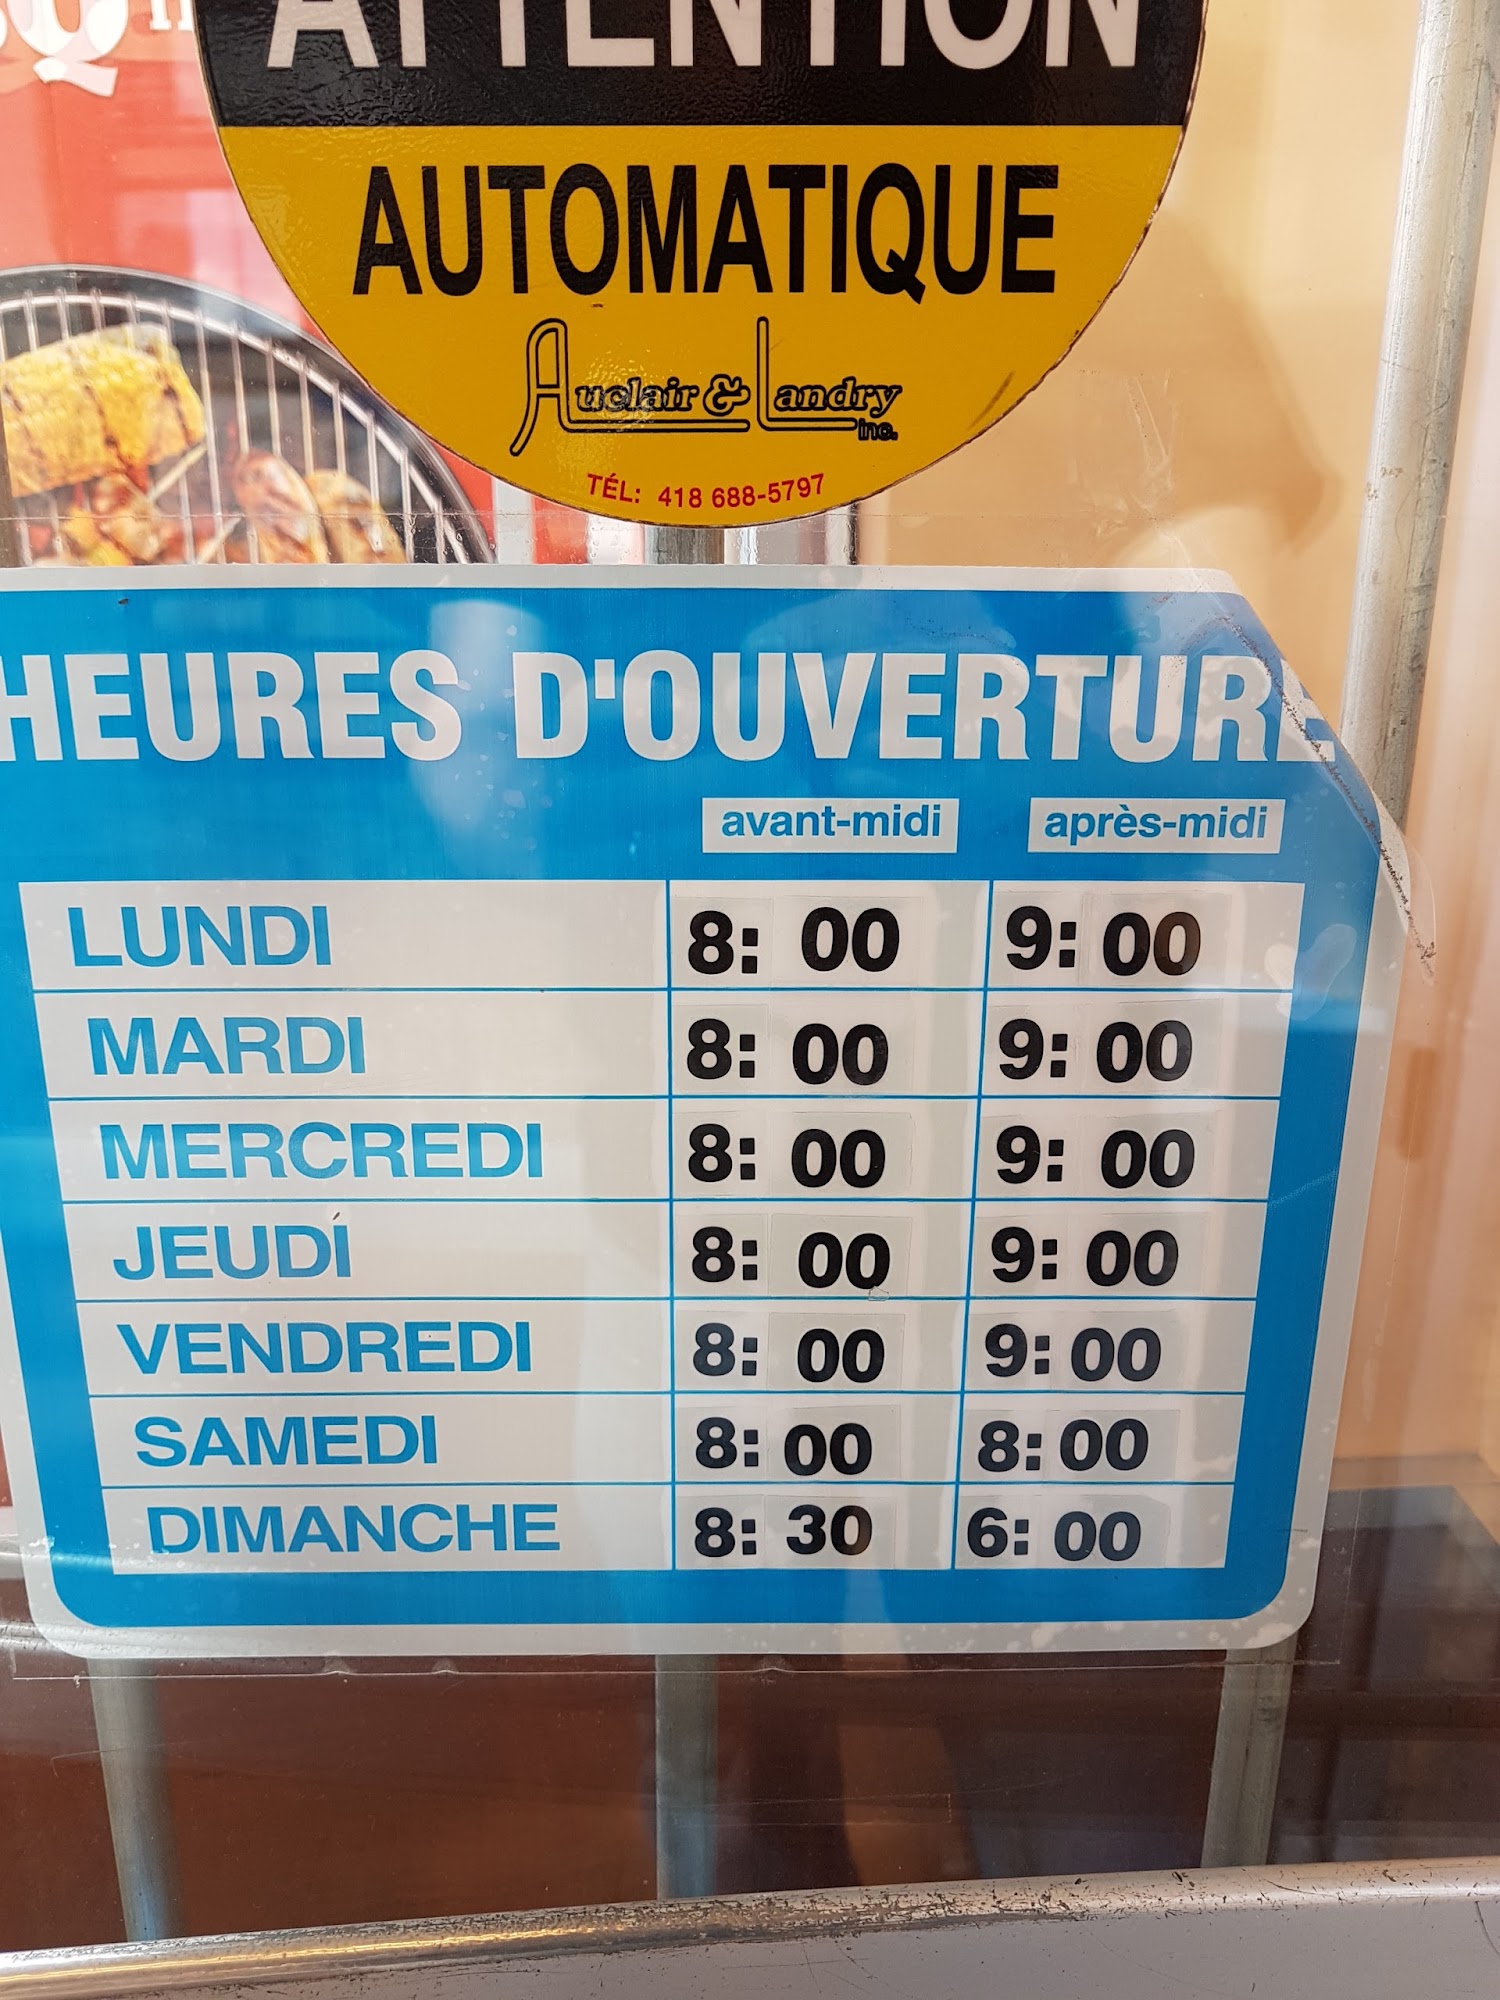 ATTENTION
AUTOMATIQUE
Auclair & Landry
inc.
TÉL: 418 688-5797
HEURES D'OUVERTURE
avant-midi après-midi
LUNDI 8:00 9:00
MARDI 8:00 9:00
MERCREDI 8:00 9:00
JEUDI 8:00 9:00
VENDREDI 8:00 9:00
SAMEDI 8:00 8:00
DIMANCHE 8:30 6:00